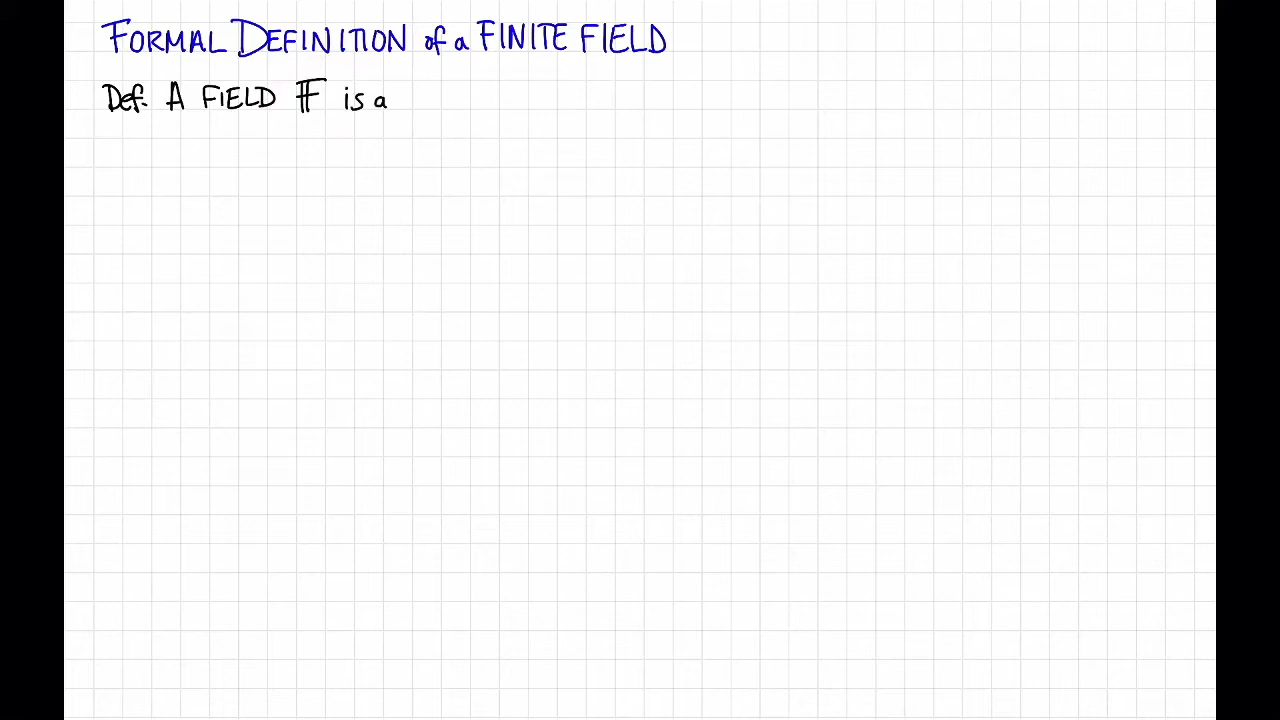 FORMAL DEFINITION of a FINITE FIELD
Def. A FIELD 𝔽 is a